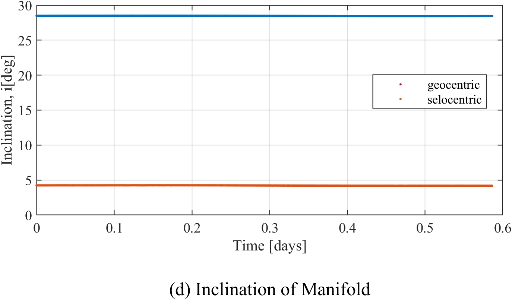 30
25
20
15
10
5
0
Inclination, i[deg]
geocentric
selocentric
0 0.1 0.2 0.3 0.4 0.5 0.6
Time [days]
(d) Inclination of Manifold